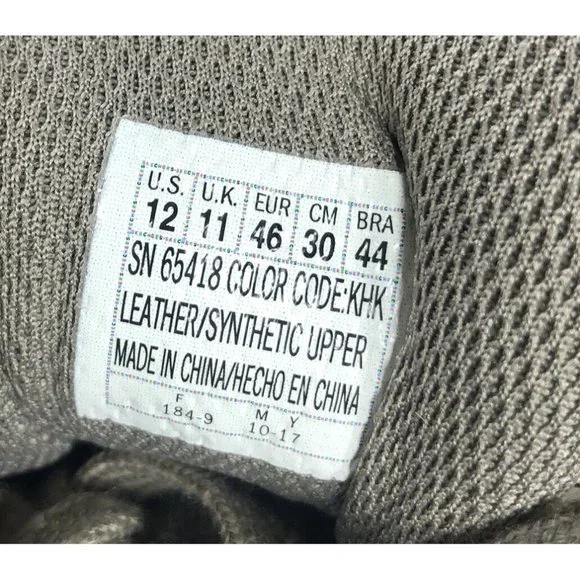 U.S. U.K. EUR CM BRA
12 11 46 30 44
SN 65418 COLOR CODE:KHK
LEATHER/SYNTHETIC UPPER
MADE IN CHINA/HECHO EN CHINA
F M Y
184-9 10-17